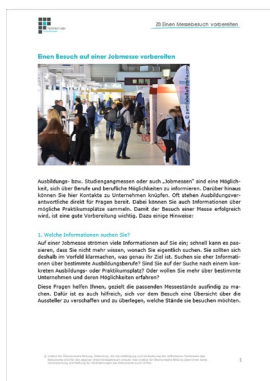 ZB Einen Messebesuch vorbereiten
Einen Besuch auf einer Jobmesse vorbereiten
Ausbildungs- bzw. Studiengangmessen oder auch „Jobmessen“ sind eine Möglich-
keit, sich über Berufe und berufliche Möglichkeiten zu informieren. Darüber hinaus
können Sie hier Kontakte zu Unternehmen knüpfen. Oft stehen Ausbildungsver-
antwortliche direkt für Fragen bereit. Dabei können Sie auch Informationen über
mögliche Praktikumsplätze sammeln. Damit der Besuch einer Messe erfolgreich
wird, ist eine gute Vorbereitung wichtig. Dazu einige Hinweise:
1. Welche Informationen suchen Sie?
Auf einer Jobmesse strömen viele Informationen auf Sie ein; schnell kann es pas-
sieren, dass Sie nicht mehr wissen, wonach Sie eigentlich suchen. Sie sollten sich
deshalb im Vorfeld klarmachen, was genau Ihr Ziel ist. Suchen sie eher Informati-
onen über bestimmte Ausbildungsberufe? Sind Sie auf der Suche nach einem kon-
kreten Ausbildungs- oder Praktikumsplatz? Oder wollen Sie mehr über bestimmte
Unternehmen und deren Möglichkeiten erfahren?
Diese Fragen helfen Ihnen, gezielt die passenden Messestände ausfindig zu ma-
chen. Dafür ist es auch hilfreich, sich vor dem Besuch eine Übersicht über die
Aussteller zu verschaffen und zu überlegen, welche Stände sie besuchen möchten.